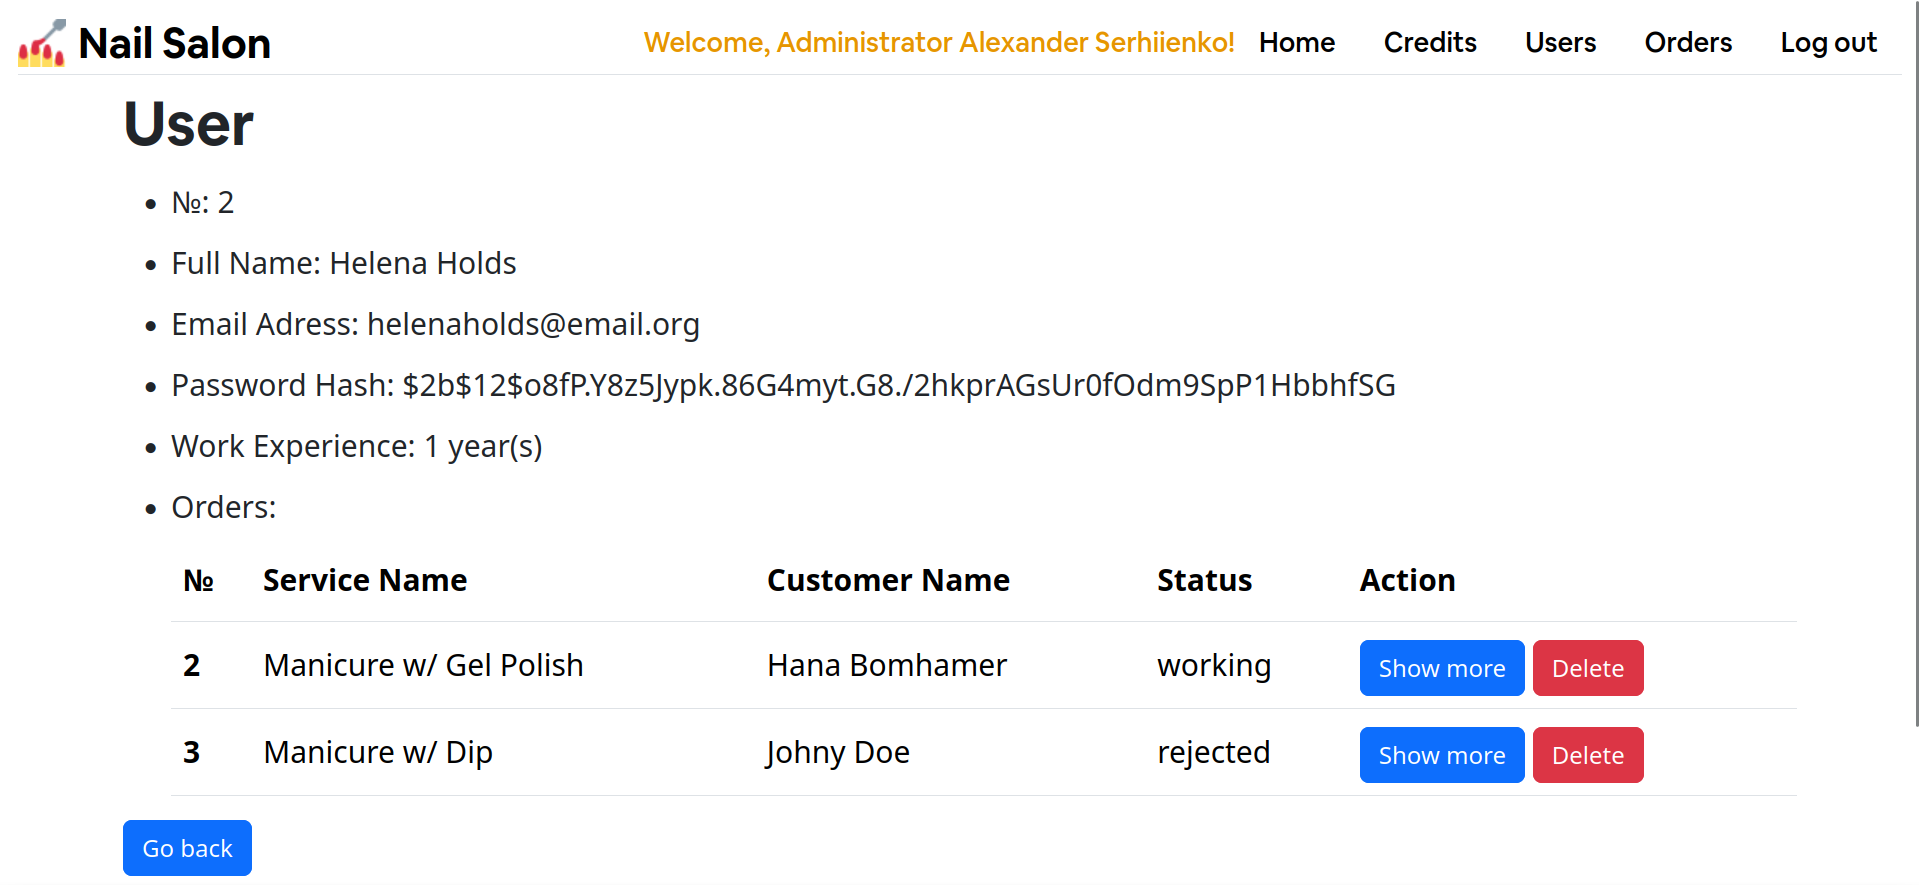 Nail Salon
Welcome, Administrator Alexander Serhiienko! Home Credits Users Orders Log out
User
• №: 2
• Full Name: Helena Holds
• Email Adress: helenaholds@email.org
• Password Hash: $2b$12$o8fP.Y8z5Jypk.86G4myt.G8./2hkprAGsUr0fOdm9SpP1HbbhfSG
• Work Experience: 1 year(s)
• Orders:
№ Service Name Customer Name Status Action
2 Manicure w/ Gel Polish Hana Bomhamer working Show more Delete
3 Manicure w/ Dip Johny Doe rejected Show more Delete
Go back